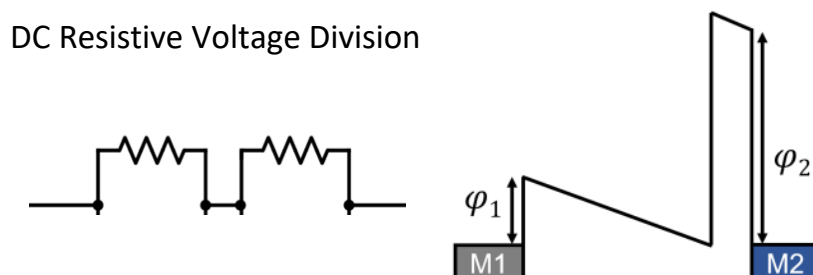 DC Resistive Voltage Division
φ₁
φ₂
M1
M2